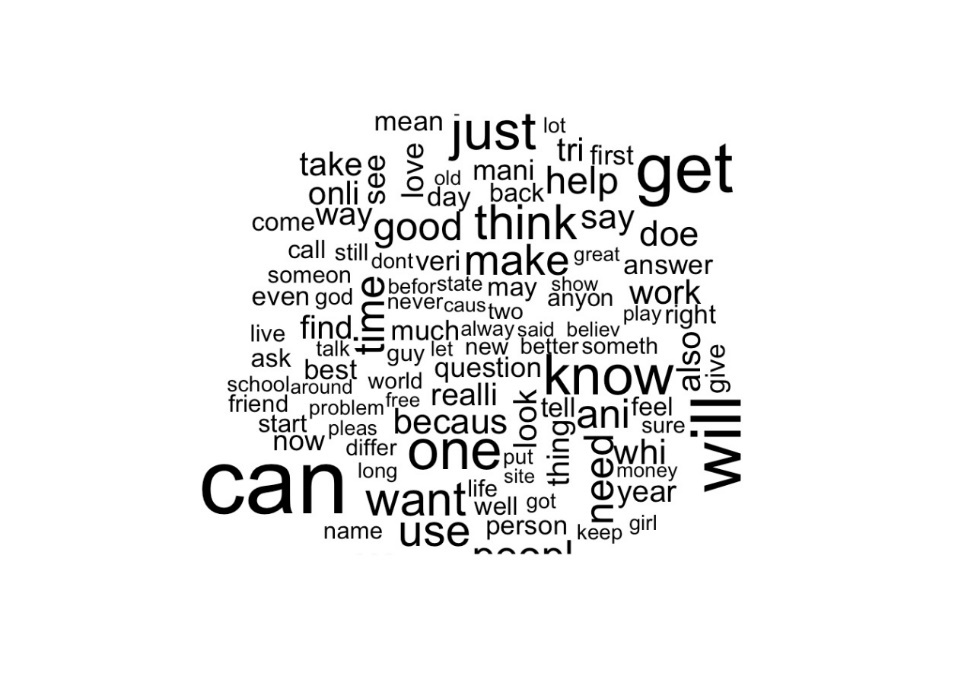 mean just lot
take see love tri first get
onli old mani help
day back
come way good think say doe
call still dont veri make great answer
someon time befor state may show work
even god never caus two anyon play right
live find much alway said believ also
talk guy let new better someth give
ask best question know
school around world realli look tell ani feel will
friend problem free becaus sure
start pleas thing need whi
now differ one put money
can long want life site year
well got
name use person keep girl
peopl